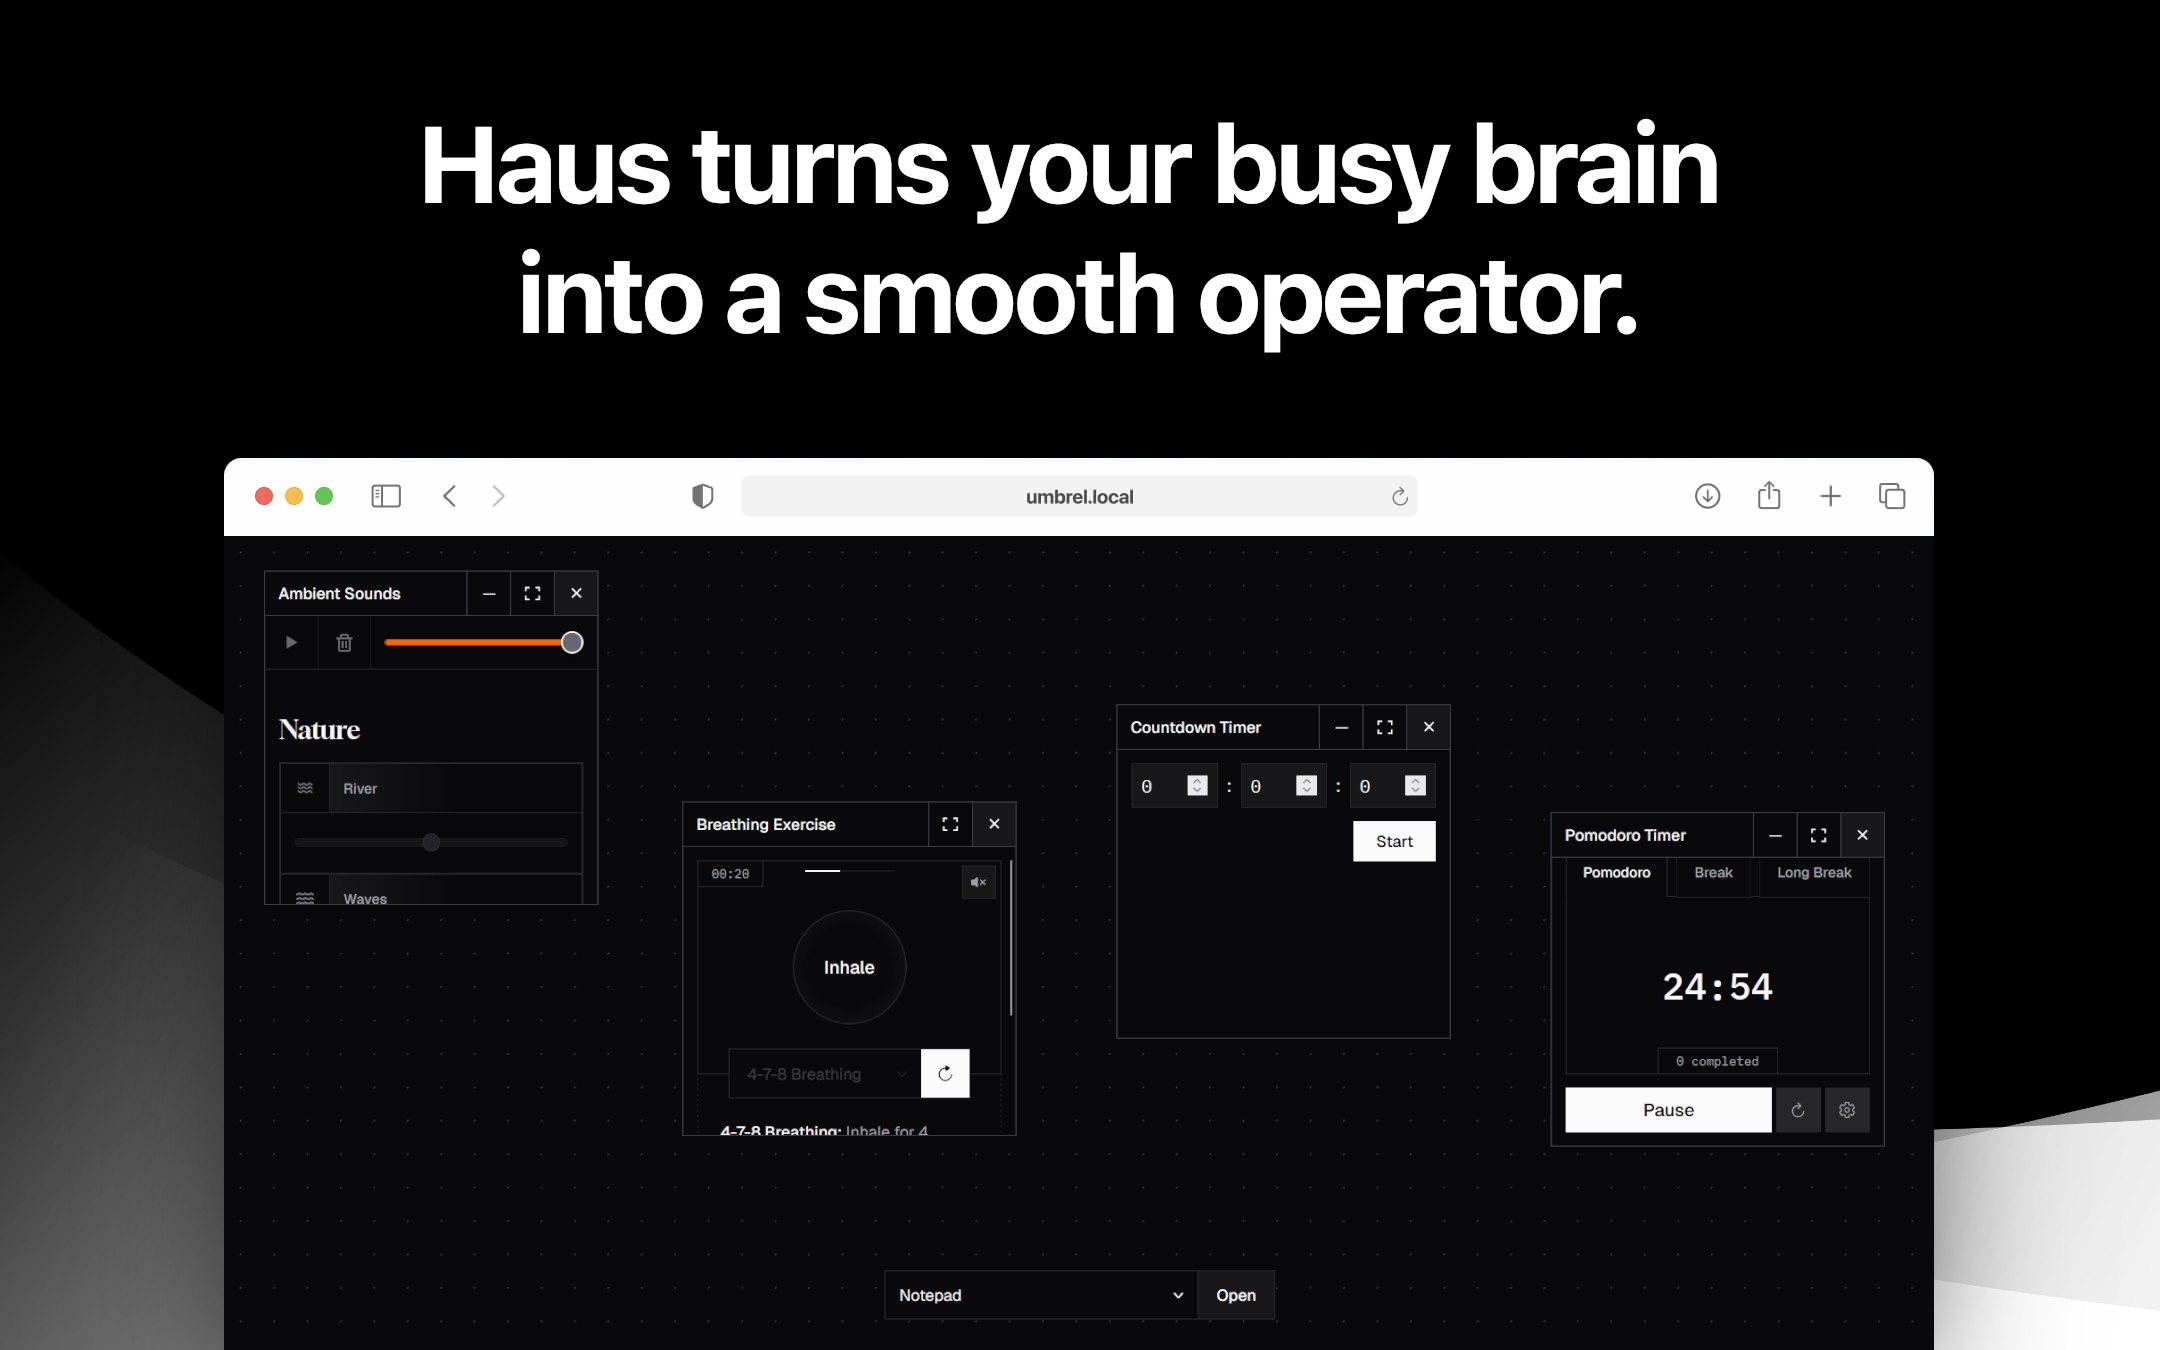 Haus turns your busy brain
into a smooth operator.
umbrel.local
Ambient Sounds
Nature
River
Waves
Breathing Exercise
00:20
Inhale
4-7-8 Breathing
4-7-8 Breathing: Inhale for 4
Countdown Timer
0 : 0 : 0
Start
Pomodoro Timer
Pomodoro Break Long Break
24:54
0 completed
Pause
Notepad Open